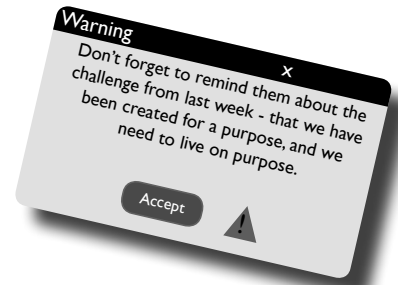 Warning
x
Don't forget to remind them about the
challenge from last week - that we have
been created for a purpose, and we
need to live on purpose.
Accept
!